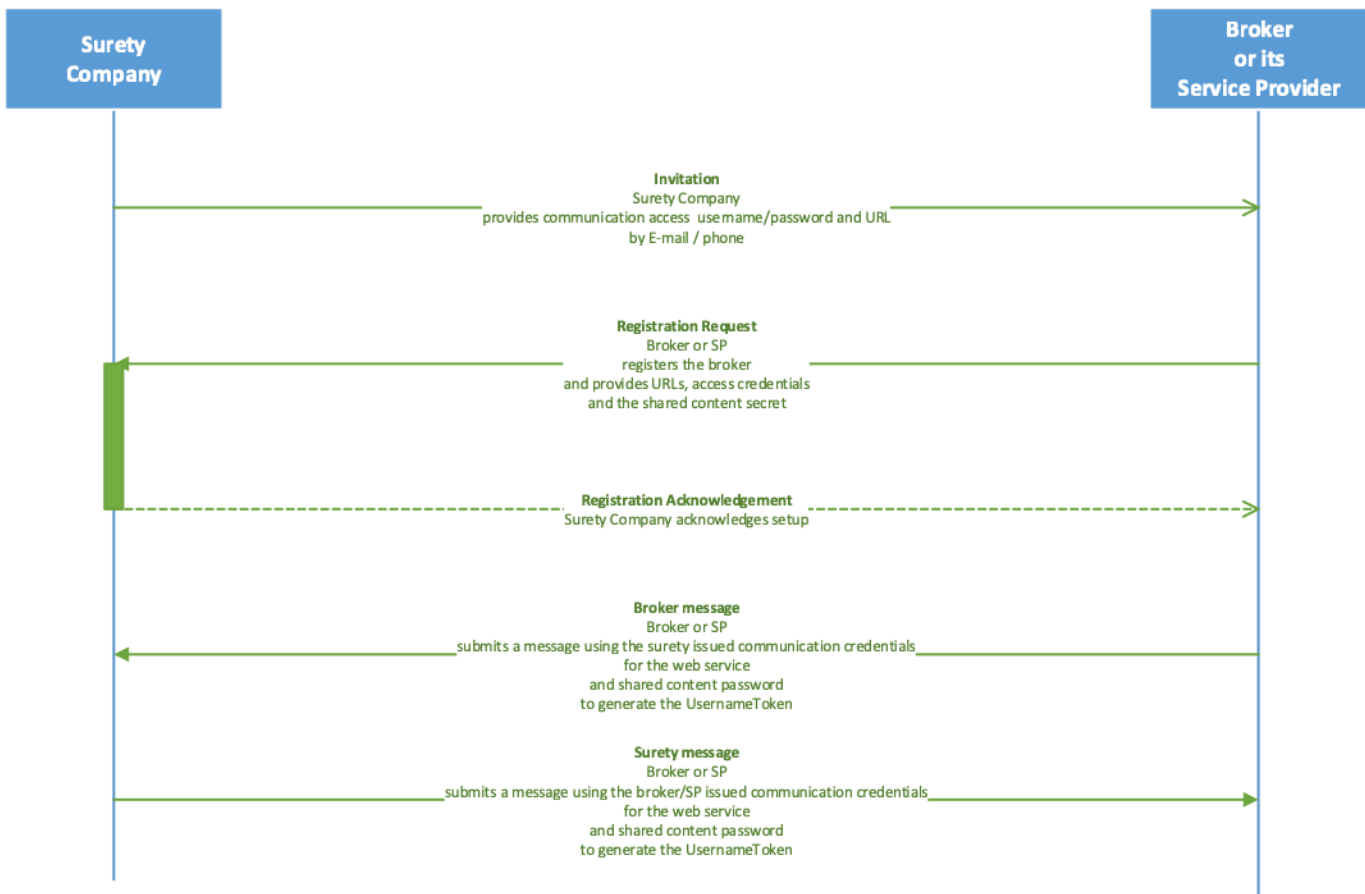 Surety
Company
Broker
or its
Service Provider
Invitation
Surety Company
provides communication access username/password and URL
by E-mail / phone
Registration Request
Broker or SP
registers the broker
and provides URLs, access credentials
and the shared content secret
Registration Acknowledgement
Surety Company acknowledges setup
Broker message
Broker or SP
submits a message using the surety issued communication credentials
for the web service
and shared content password
to generate the UsernameToken
Surety message
Broker or SP
submits a message using the broker/SP issued communication credentials
for the web service
and shared content password
to generate the UsernameToken